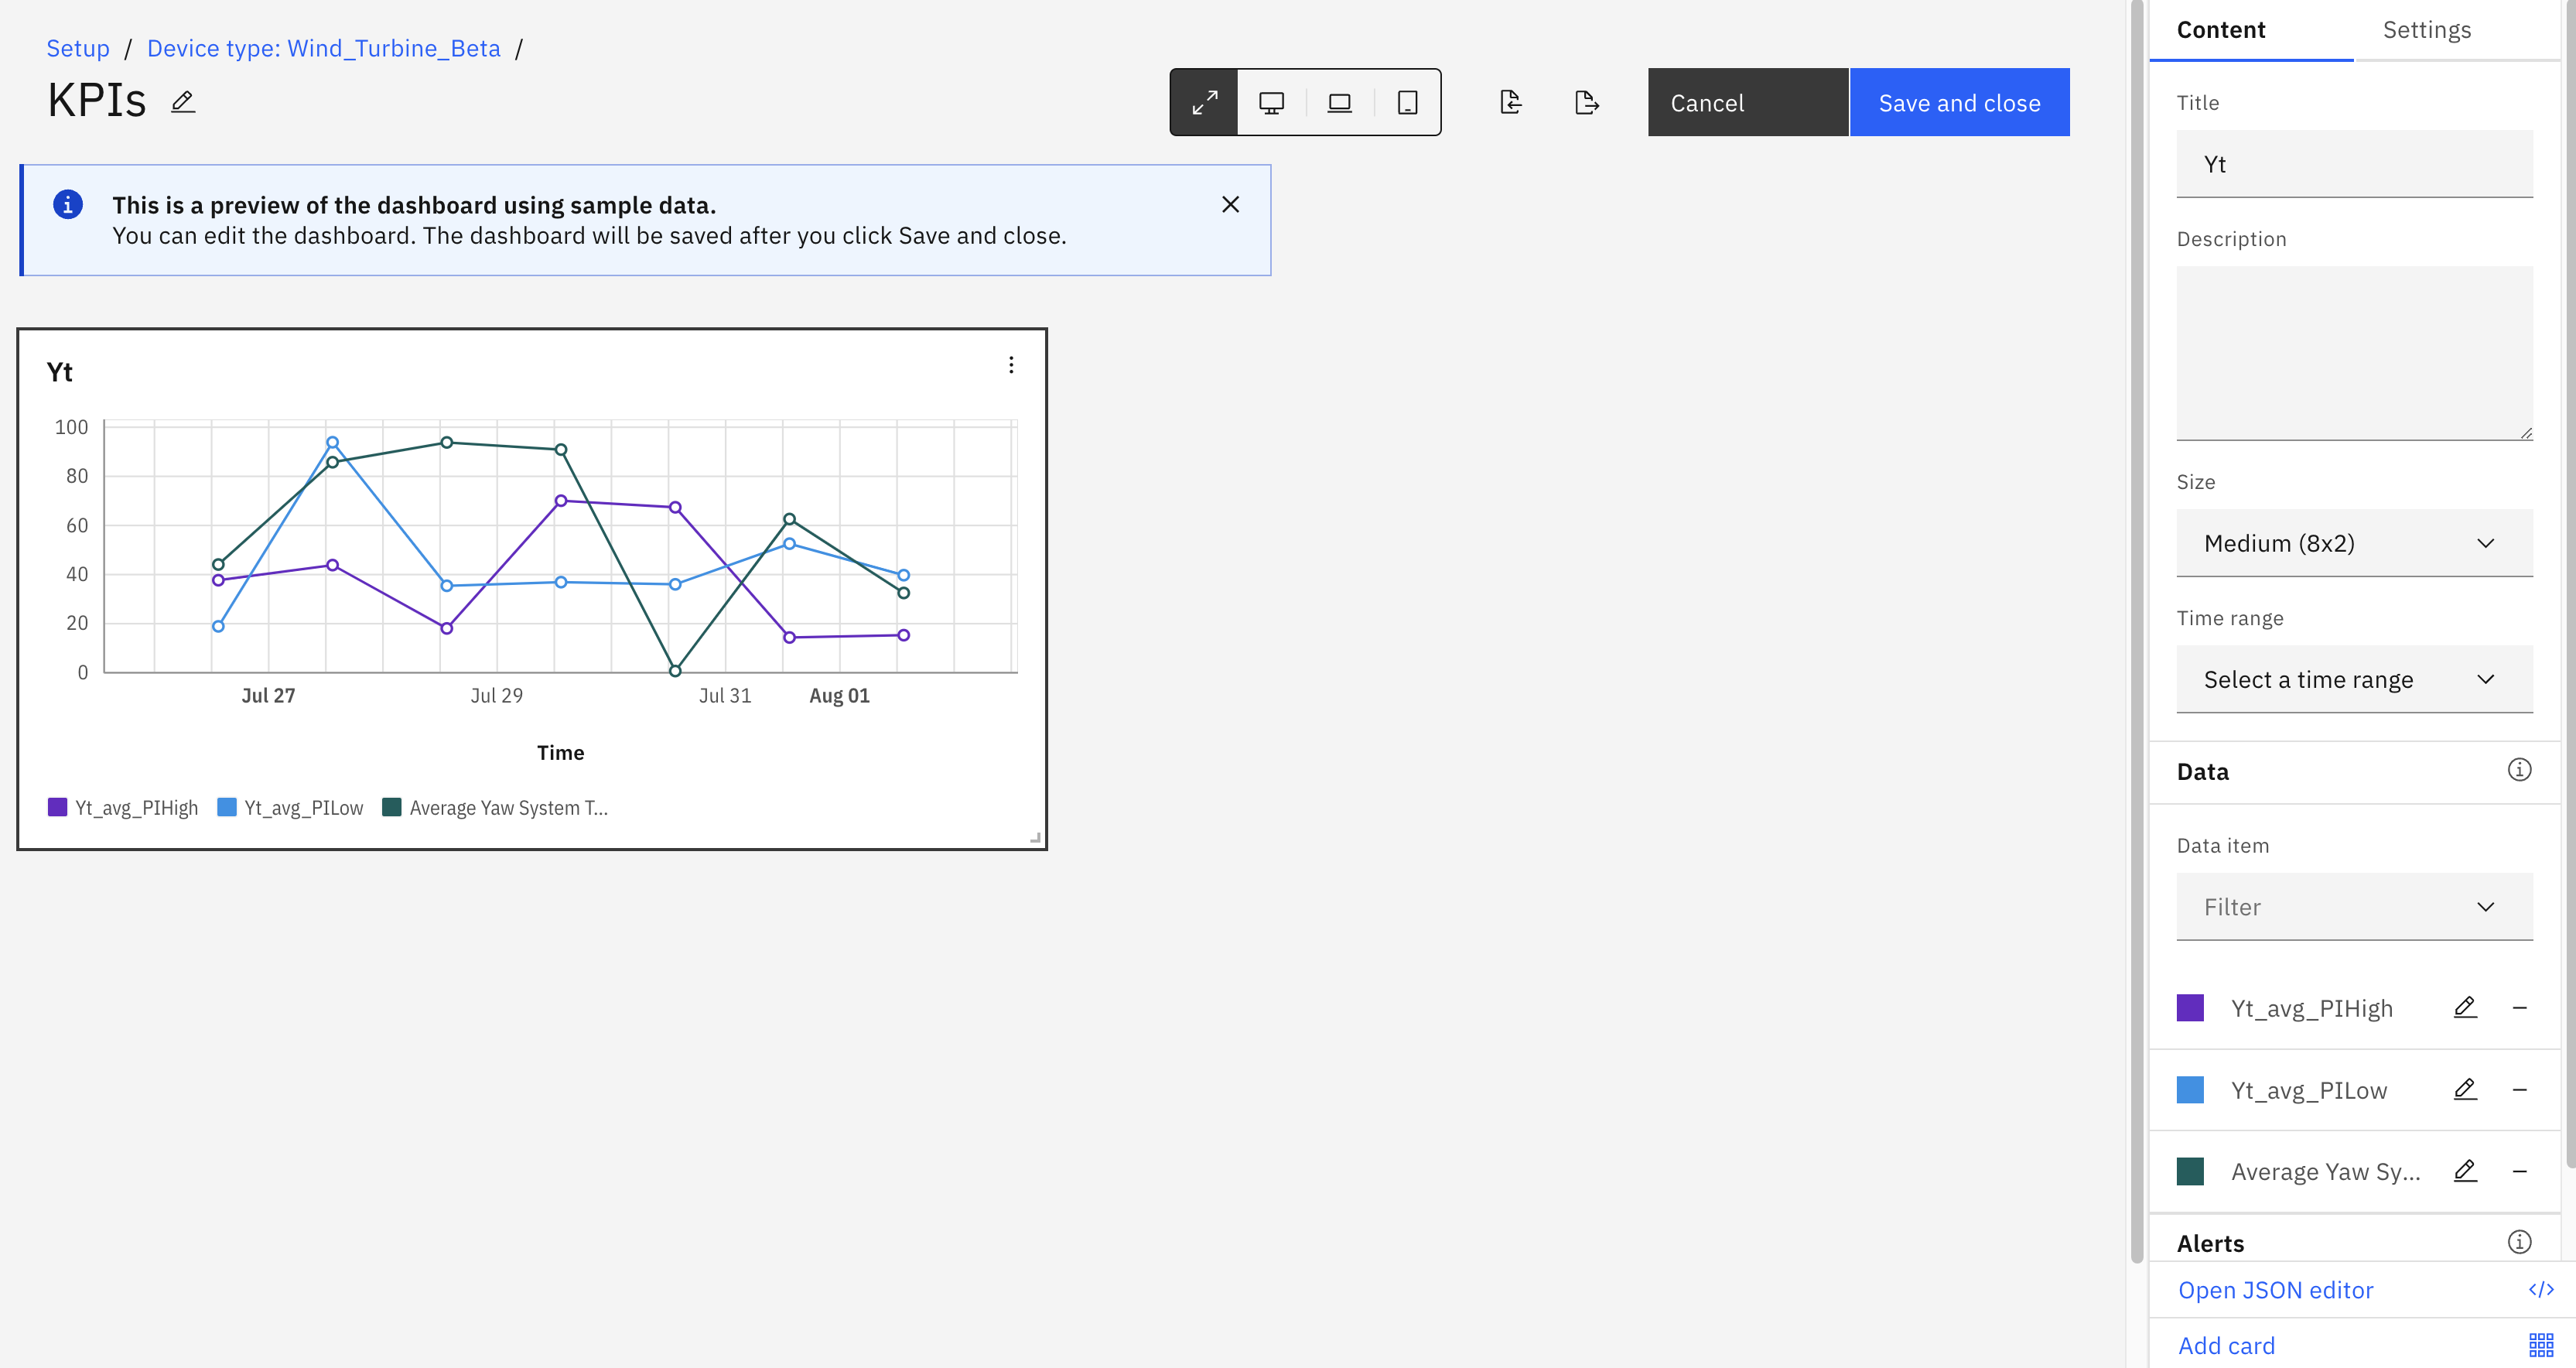 Setup / Device type: Wind_Turbine_Beta /
KPIs
Cancel
Save and close
This is a preview of the dashboard using sample data.
You can edit the dashboard. The dashboard will be saved after you click Save and close.
Yt
100
80
60
40
20
0
Jul 27 Jul 29 Jul 31 Aug 01
Time
Yt_avg_PIHigh Yt_avg_PILow Average Yaw System T...
Content Settings
Title
Yt
Description
Size
Medium (8x2)
Time range
Select a time range
Data
Data item
Filter
Yt_avg_PIHigh
Yt_avg_PILow
Average Yaw Sy...
Alerts
Open JSON editor </>
Add card